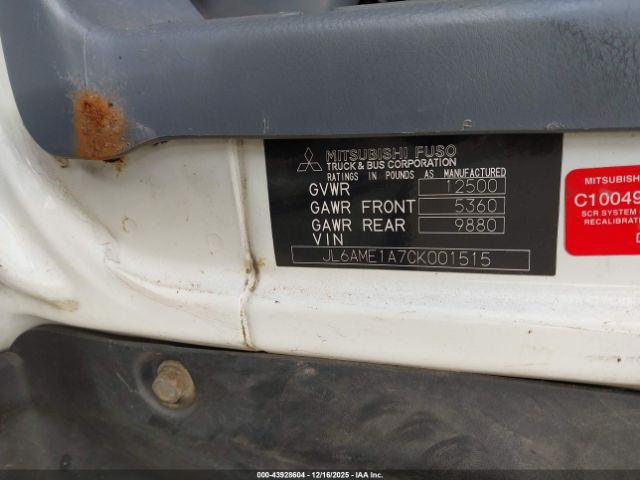 MITSUBISHI FUSO
TRUCK & BUS CORPORATION
RATINGS IN POUNDS AS MANUFACTURED
GVWR 12500
GAWR FRONT 5360
GAWR REAR 9880
VIN
JL6AME1A7CK001515
MITSUBISH
C10049
SCR SYSTEM
RECALIBRAT
D
000-43928604 | 12/16/2025 - IAA, Inc.